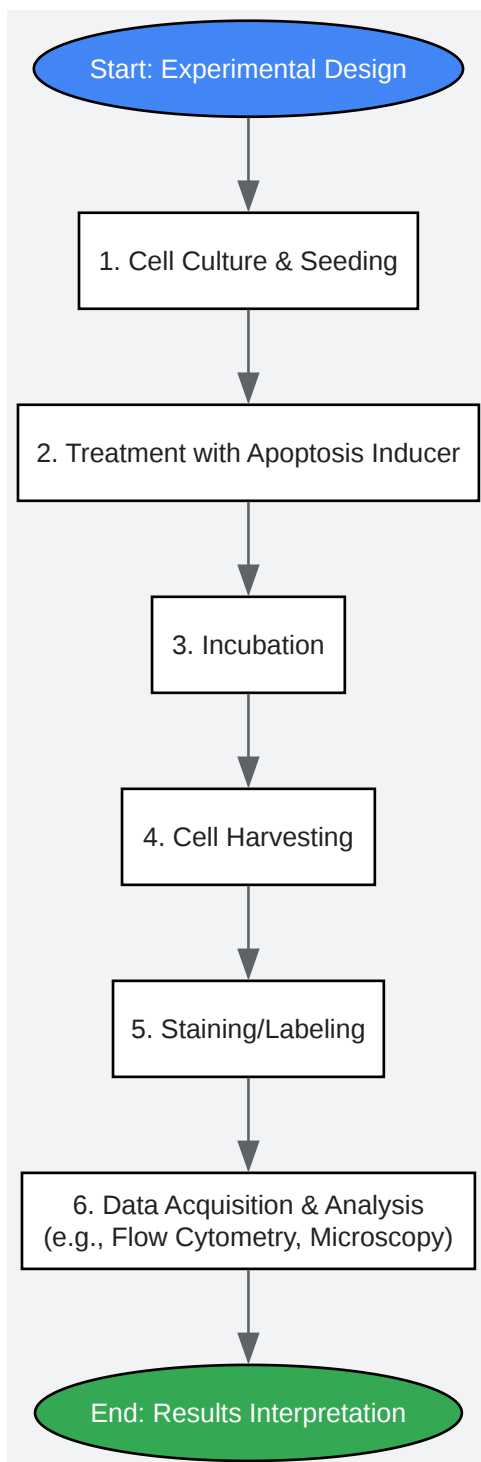 Start: Experimental Design
1. Cell Culture & Seeding
2. Treatment with Apoptosis Inducer
3. Incubation
4. Cell Harvesting
5. Staining/Labeling
6. Data Acquisition & Analysis
(e.g., Flow Cytometry, Microscopy)
End: Results Interpretation